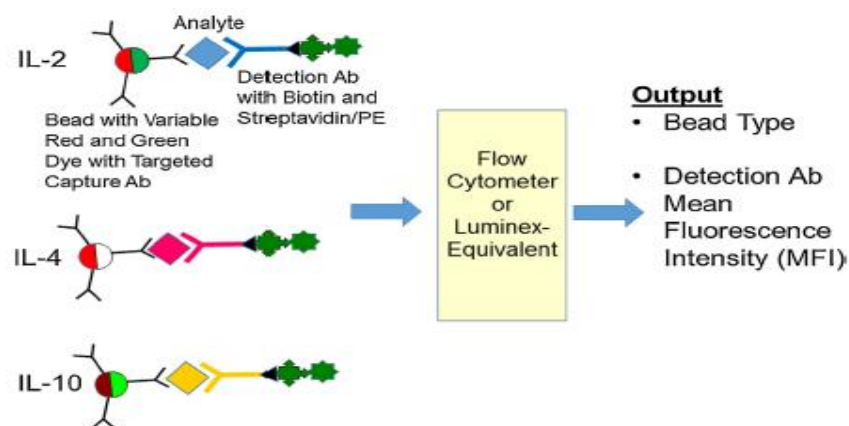 Analyte
IL-2
Detection Ab
with Biotin and
Streptavidin/PE
Bead with Variable
Red and Green
Dye with Targeted
Capture Ab
IL-4
IL-10
Flow
Cytometer
or
Luminex-
Equivalent
Output
• Bead Type
• Detection Ab
Mean
Fluorescence
Intensity (MFI)